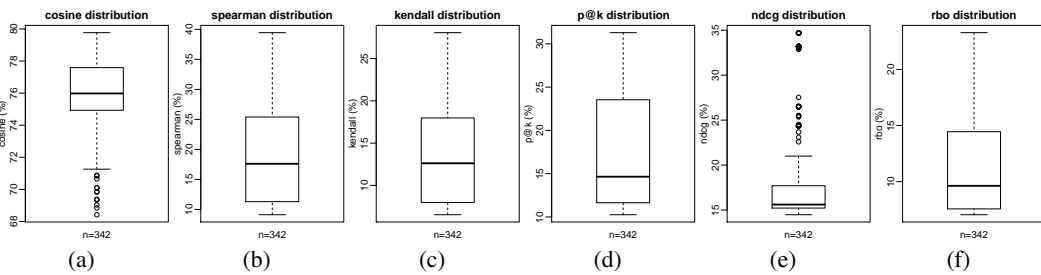 cosine distribution
cosine (%)
68 70 72 74 76 78 80
n=342
(a)
spearman distribution
spearman (%)
10 15 20 25 30 35 40
n=342
(b)
kendall distribution
kendall (%)
10 15 20 25
n=342
(c)
p@k distribution
p@k (%)
10 15 20 25 30
n=342
(d)
ndcg distribution
ndcg (%)
15 20 25 30 35
n=342
(e)
rbo distribution
rbo (%)
10 15 20
n=342
(f)